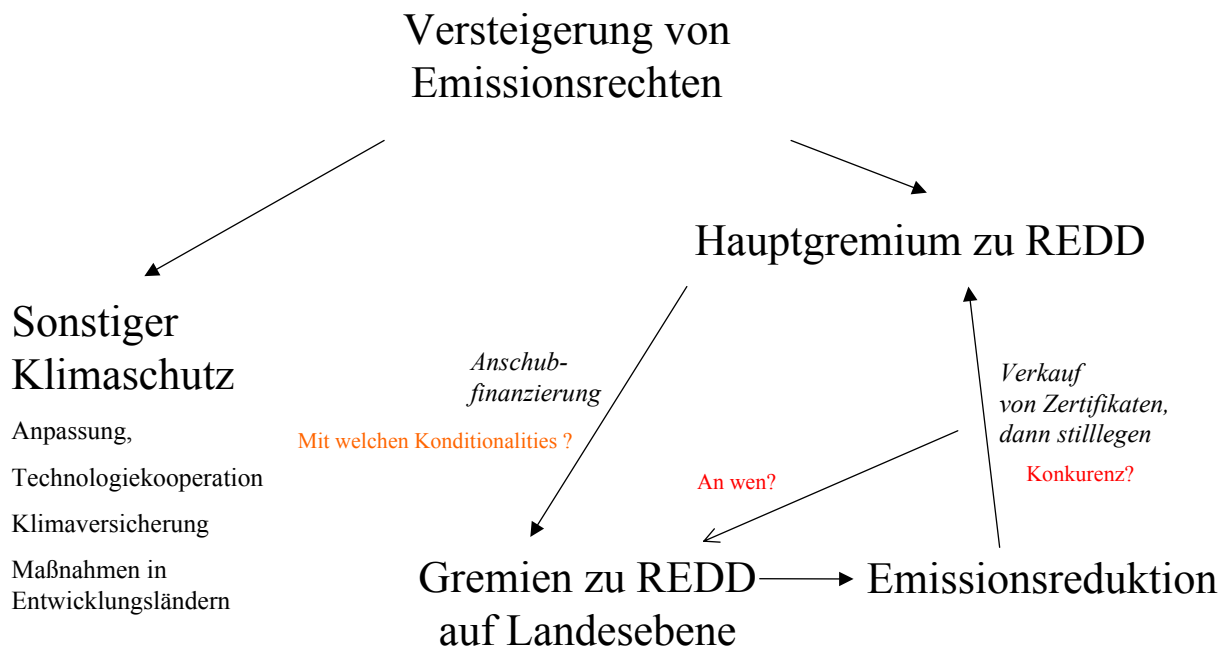 Versteigerung von
Emissionsrechten
Hauptgremium zu REDD
Sonstiger
Klimaschutz
Anpassung,
Technologiekooperation
Klimaversicherung
Maßnahmen in
Entwicklungsländern
Anschub-
finanzierung
Mit welchen Konditionalities ?
Verkauf
von Zertifikaten,
dann stilllegen
Konkurenz?
An wen?
Gremien zu REDD
auf Landesebene
Emissionsreduktion